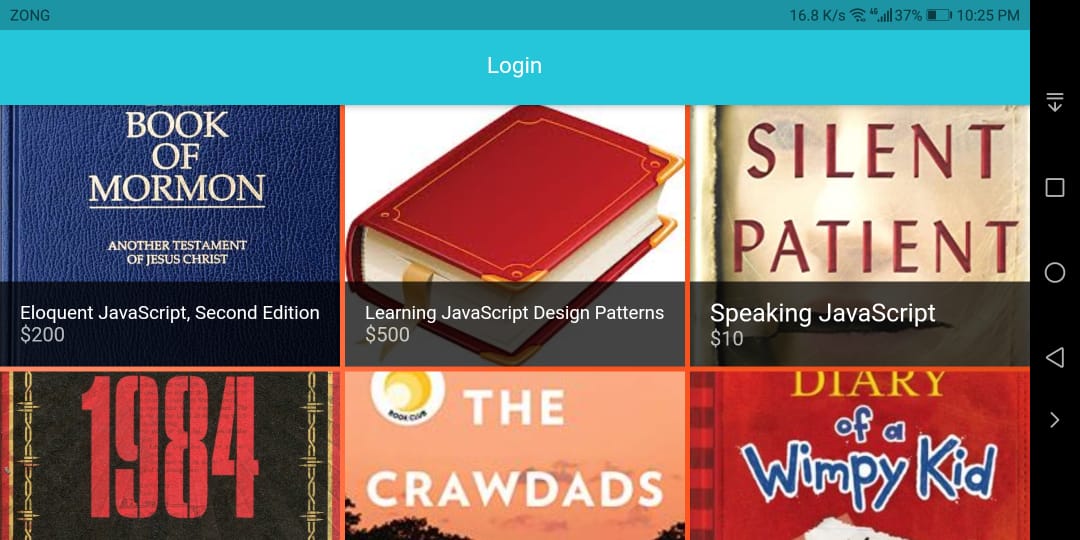 ZONG
16.8 K/s 4G 37% 10:25 PM
Login
BOOK
OF
MORMON
ANOTHER TESTAMENT
OF JESUS CHRIST
Eloquent JavaScript, Second Edition
$200
Learning JavaScript Design Patterns
$500
SILENT
PATIENT
Speaking JavaScript
$10
1984
BOOK CLUB
THE
CRAWDADS
DIARY
of a
Wimpy Kid